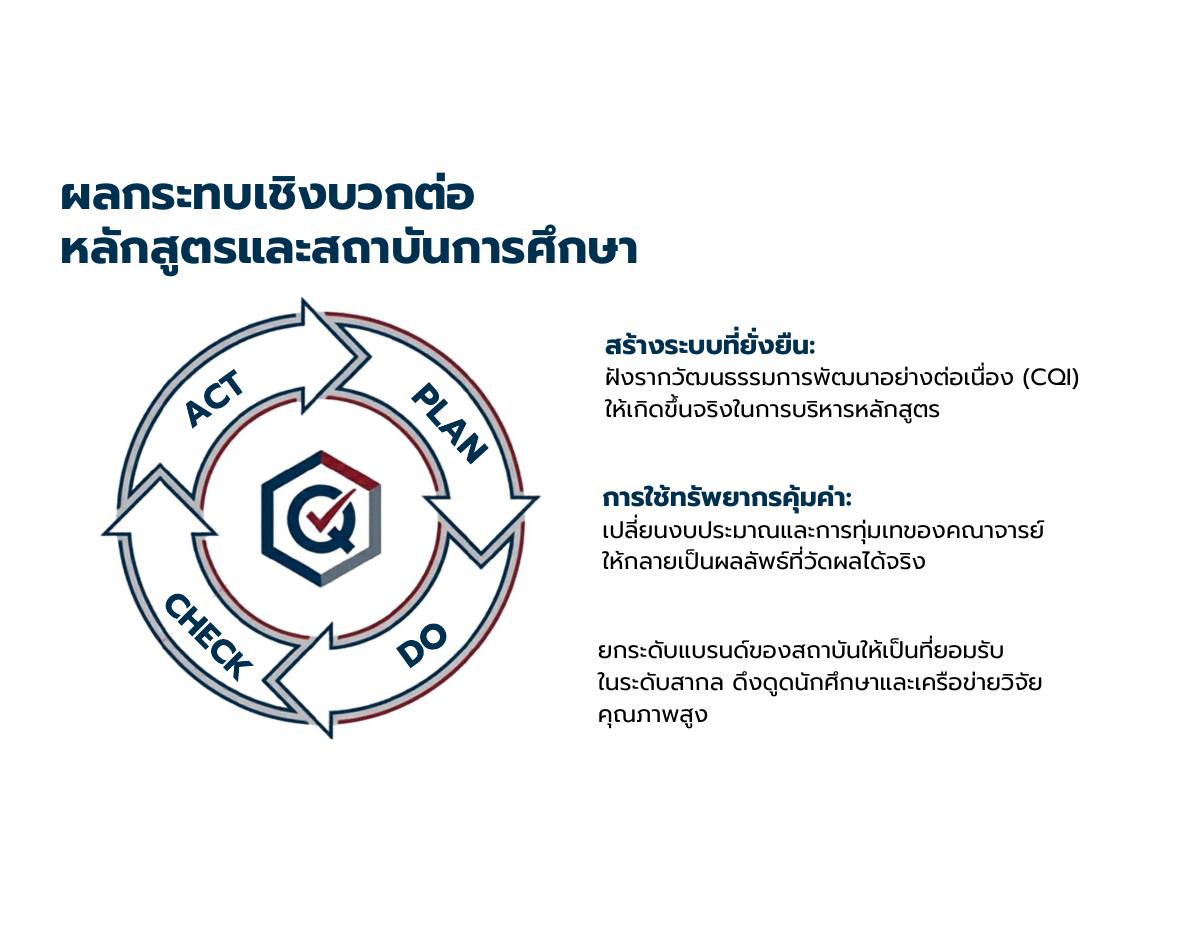 ผลกระทบเชิงบวกต่อ
หลักสูตรและสถาบันการศึกษา
ACT
PLAN
CHECK
DO
Q
สร้างระบบที่ยั่งยืน:
ฝังรากวัฒนธรรมการพัฒนาอย่างต่อเนื่อง (CQI)
ให้เกิดขึ้นจริงในการบริหารหลักสูตร
การใช้ทรัพยากรคุ้มค่า:
เปลี่ยนงบประมาณและการทุ่มเทของคณาจารย์
ให้กลายเป็นผลลัพธ์ที่วัดผลได้จริง
ยกระดับแบรนด์ของสถาบันให้เป็นที่ยอมรับ
ในระดับสากล ดึงดูดนักศึกษาและเครือข่ายวิจัย
คุณภาพสูง